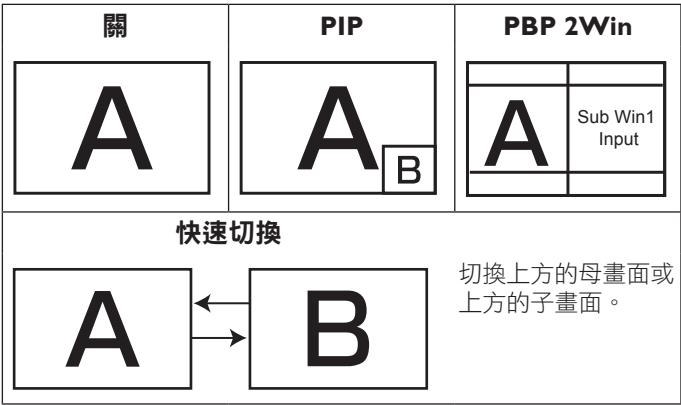 關
PIP
PBP 2Win
A
A
B
A
Sub Win1
Input
快速切換
A
B
切換上方的母畫面或
上方的子畫面。